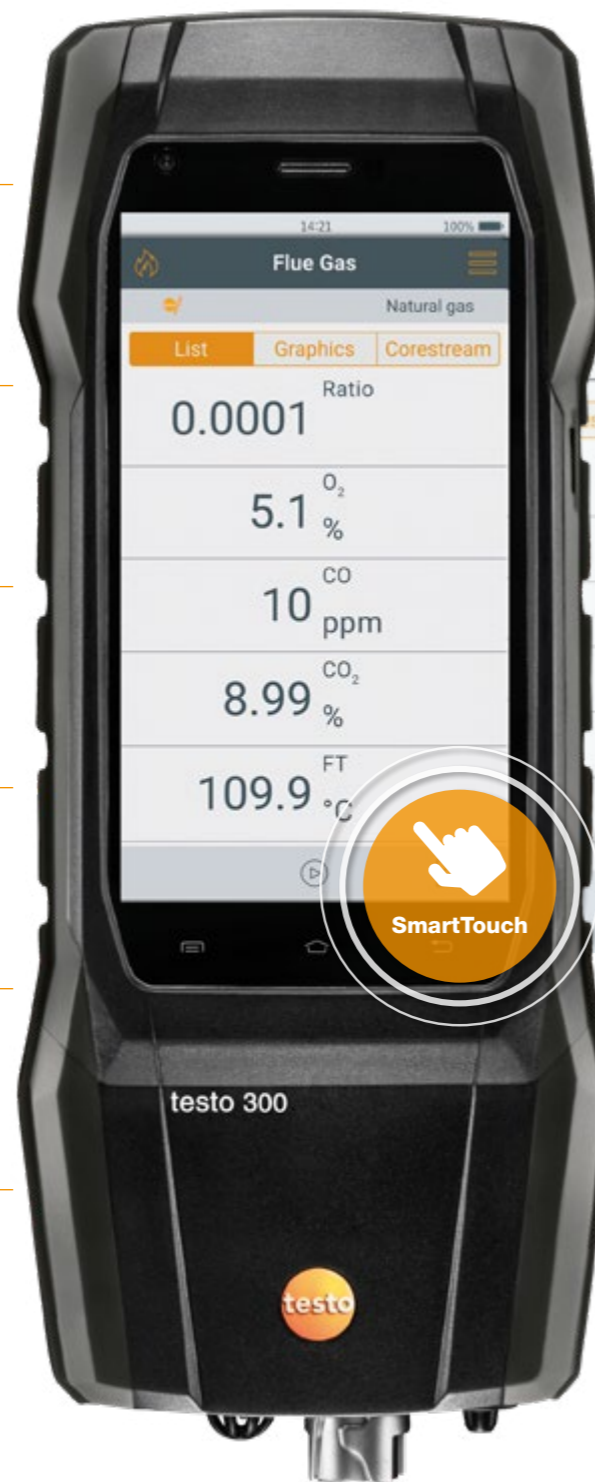 14:21 100%
Flue Gas
Natural gas
List Graphics Corestream
Ratio
0.0001
O₂
5.1 %
CO
10 ppm
CO₂
8.99 %
FT
109.9 °C
SmartTouch
testo 300
testo